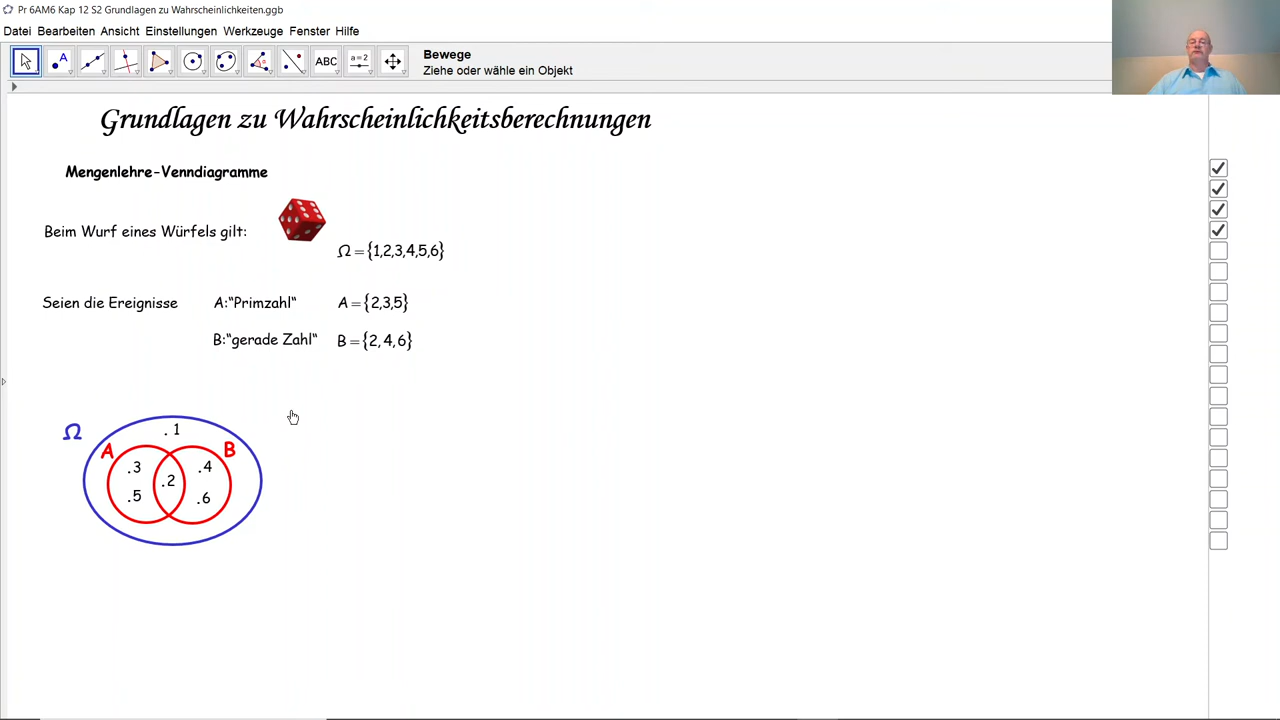 Pr 6AM6 Kap 12 S2 Grundlagen zu Wahrscheinlichkeiten.ggb
Datei Bearbeiten Ansicht Einstellungen Werkzeuge Fenster Hilfe
A
ABC
a=2
Bewege
Ziehe oder wähle ein Objekt
Grundlagen zu Wahrscheinlichkeitsberechnungen
Mengenlehre-Venndiagramme
Beim Wurf eines Würfels gilt:
Ω={1,2,3,4,5,6}
Seien die Ereignisse A:“Primzahl“ A={2,3,5}
B:“gerade Zahl“ B={2,4,6}
Ω
. 1
A B
.3 .4
.2
.5 .6